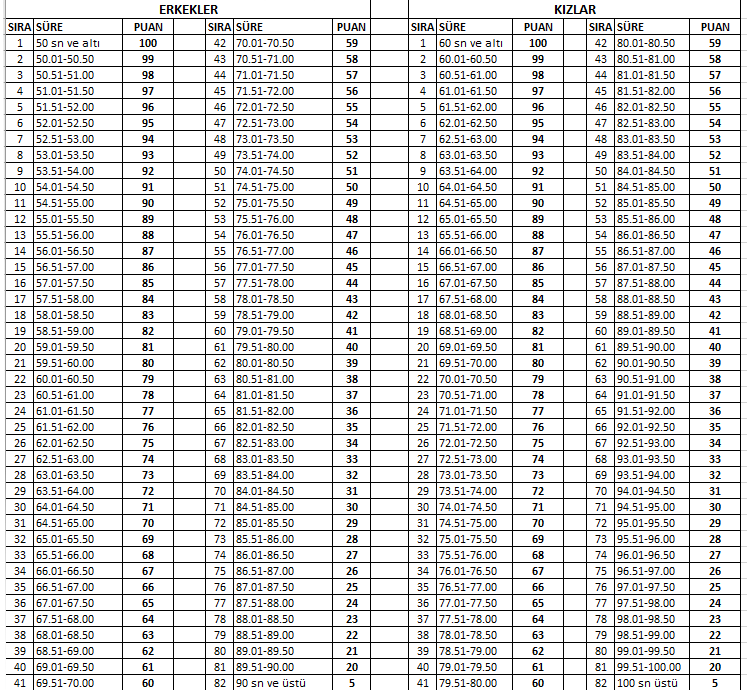 ERKEKLER KIZLAR
SIRA SÜRE PUAN SIRA SÜRE PUAN SIRA SÜRE PUAN SIRA SÜRE PUAN
1 50 sn ve altı 100 42 70.01-70.50 59 1 60 sn ve altı 100 42 80.01-80.50 59
2 50.01-50.50 99 43 70.51-71.00 58 2 60.01-60.50 99 43 80.51-81.00 58
3 50.51-51.00 98 44 71.01-71.50 57 3 60.51-61.00 98 44 81.01-81.50 57
4 51.01-51.50 97 45 71.51-72.00 56 4 61.01-61.50 97 45 81.51-82.00 56
5 51.51-52.00 96 46 72.01-72.50 55 5 61.51-62.00 96 46 82.01-82.50 55
6 52.01-52.50 95 47 72.51-73.00 54 6 62.01-62.50 95 47 82.51-83.00 54
7 52.51-53.00 94 48 73.01-73.50 53 7 62.51-63.00 94 48 83.01-83.50 53
8 53.01-53.50 93 49 73.51-74.00 52 8 63.01-63.50 93 49 83.51-84.00 52
9 53.51-54.00 92 50 74.01-74.50 51 9 63.51-64.00 92 50 84.01-84.50 51
10 54.01-54.50 91 51 74.51-75.00 50 10 64.01-64.50 91 51 84.51-85.00 50
11 54.51-55.00 90 52 75.01-75.50 49 11 64.51-65.00 90 52 85.01-85.50 49
12 55.01-55.50 89 53 75.51-76.00 48 12 65.01-65.50 89 53 85.51-86.00 48
13 55.51-56.00 88 54 76.01-76.50 47 13 65.51-66.00 88 54 86.01-86.50 47
14 56.01-56.50 87 55 76.51-77.00 46 14 66.01-66.50 87 55 86.51-87.00 46
15 56.51-57.00 86 56 77.01-77.50 45 15 66.51-67.00 86 56 87.01-87.50 45
16 57.01-57.50 85 57 77.51-78.00 44 16 67.01-67.50 85 57 87.51-88.00 44
17 57.51-58.00 84 58 78.01-78.50 43 17 67.51-68.00 84 58 88.01-88.50 43
18 58.01-58.50 83 59 78.51-79.00 42 18 68.01-68.50 83 59 88.51-89.00 42
19 58.51-59.00 82 60 79.01-79.50 41 19 68.51-69.00 82 60 89.01-89.50 41
20 59.01-59.50 81 61 79.51-80.00 40 20 69.01-69.50 81 61 89.51-90.00 40
21 59.51-60.00 80 62 80.01-80.50 39 21 69.51-70.00 80 62 90.01-90.50 39
22 60.01-60.50 79 63 80.51-81.00 38 22 70.01-70.50 79 63 90.51-91.00 38
23 60.51-61.00 78 64 81.01-81.50 37 23 70.51-71.00 78 64 91.01-91.50 37
24 61.01-61.50 77 65 81.51-82.00 36 24 71.01-71.50 77 65 91.51-92.00 36
25 61.51-62.00 76 66 82.01-82.50 35 25 71.51-72.00 76 66 92.01-92.50 35
26 62.01-62.50 75 67 82.51-83.00 34 26 72.01-72.50 75 67 92.51-93.00 34
27 62.51-63.00 74 68 83.01-83.50 33 27 72.51-73.00 74 68 93.01-93.50 33
28 63.01-63.50 73 69 83.51-84.00 32 28 73.01-73.50 73 69 93.51-94.00 32
29 63.51-64.00 72 70 84.01-84.50 31 29 73.51-74.00 72 70 94.01-94.50 31
30 64.01-64.50 71 71 84.51-85.00 30 30 74.01-74.50 71 71 94.51-95.00 30
31 64.51-65.00 70 72 85.01-85.50 29 31 74.51-75.00 70 72 95.01-95.50 29
32 65.01-65.50 69 73 85.51-86.00 28 32 75.01-75.50 69 73 95.51-96.00 28
33 65.51-66.00 68 74 86.01-86.50 27 33 75.51-76.00 68 74 96.01-96.50 27
34 66.01-66.50 67 75 86.51-87.00 26 34 76.01-76.50 67 75 96.51-97.00 26
35 66.51-67.00 66 76 87.01-87.50 25 35 76.51-77.00 66 76 97.01-97.50 25
36 67.01-67.50 65 77 87.51-88.00 24 36 77.01-77.50 65 77 97.51-98.00 24
37 67.51-68.00 64 78 88.01-88.50 23 37 77.51-78.00 64 78 98.01-98.50 23
38 68.01-68.50 63 79 88.51-89.00 22 38 78.01-78.50 63 79 98.51-99.00 22
39 68.51-69.00 62 80 89.01-89.50 21 39 78.51-79.00 62 80 99.01-99.50 21
40 69.01-69.50 61 81 89.51-90.00 20 40 79.01-79.50 61 81 99.51-100.00 20
41 69.51-70.00 60 82 90 sn ve üstü 5 41 79.51-80.00 60 82 100 sn üstü 5